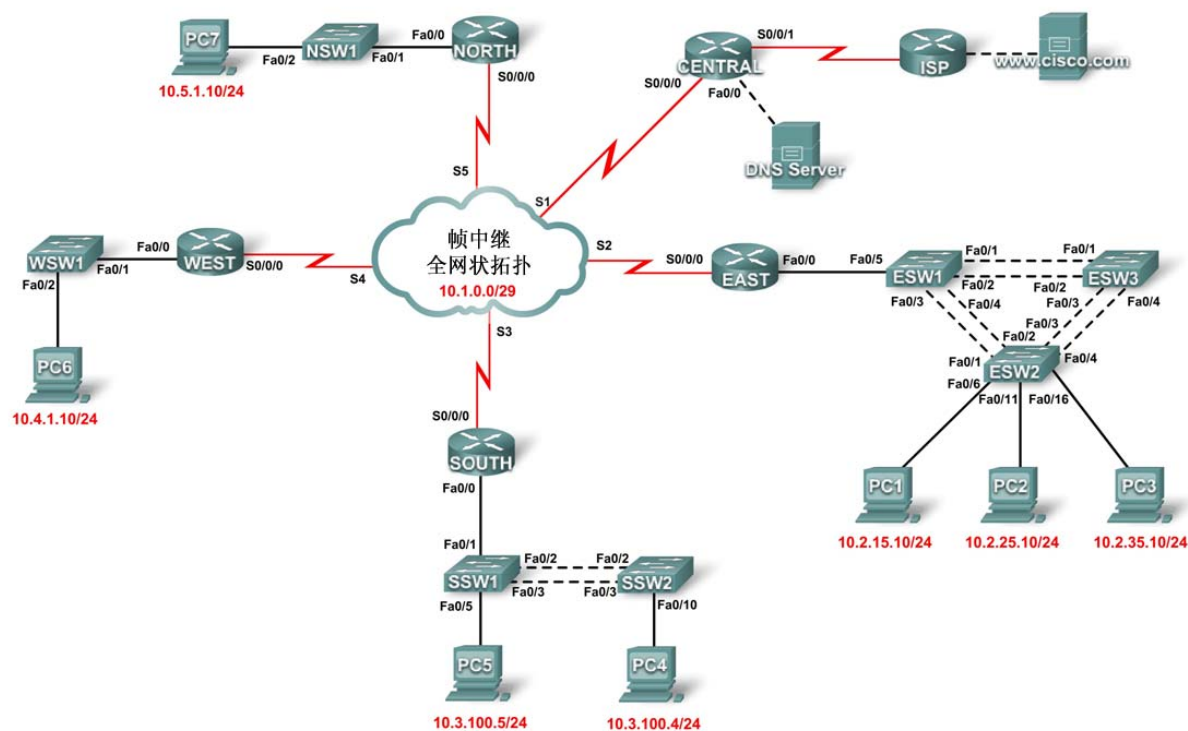 PC7
Fa0/2
NSW1
Fa0/1
Fa0/0
NORTH
S0/0/0
10.5.1.10/24
S5
CENTRAL
S0/0/1
S0/0/0
Fa0/0
ISP
www.cisco.com
DNS Server
S1
帧中继
全网状拓扑
10.1.0.0/29
S2
S4
S3
WSW1
Fa0/0
Fa0/1
Fa0/2
WEST
S0/0/0
PC6
10.4.1.10/24
S0/0/0
EAST
Fa0/0
Fa0/5
ESW1
Fa0/1
Fa0/1
ESW3
Fa0/2
Fa0/2
Fa0/3
Fa0/4
Fa0/3
Fa0/4
Fa0/3
Fa0/2
Fa0/1
ESW2
Fa0/4
Fa0/6
Fa0/11
Fa0/16
PC1
PC2
PC3
10.2.15.10/24
10.2.25.10/24
10.2.35.10/24
S0/0/0
SOUTH
Fa0/0
Fa0/1
Fa0/2
Fa0/2
SSW1
SSW2
Fa0/3
Fa0/3
Fa0/5
Fa0/10
PC5
PC4
10.3.100.5/24
10.3.100.4/24